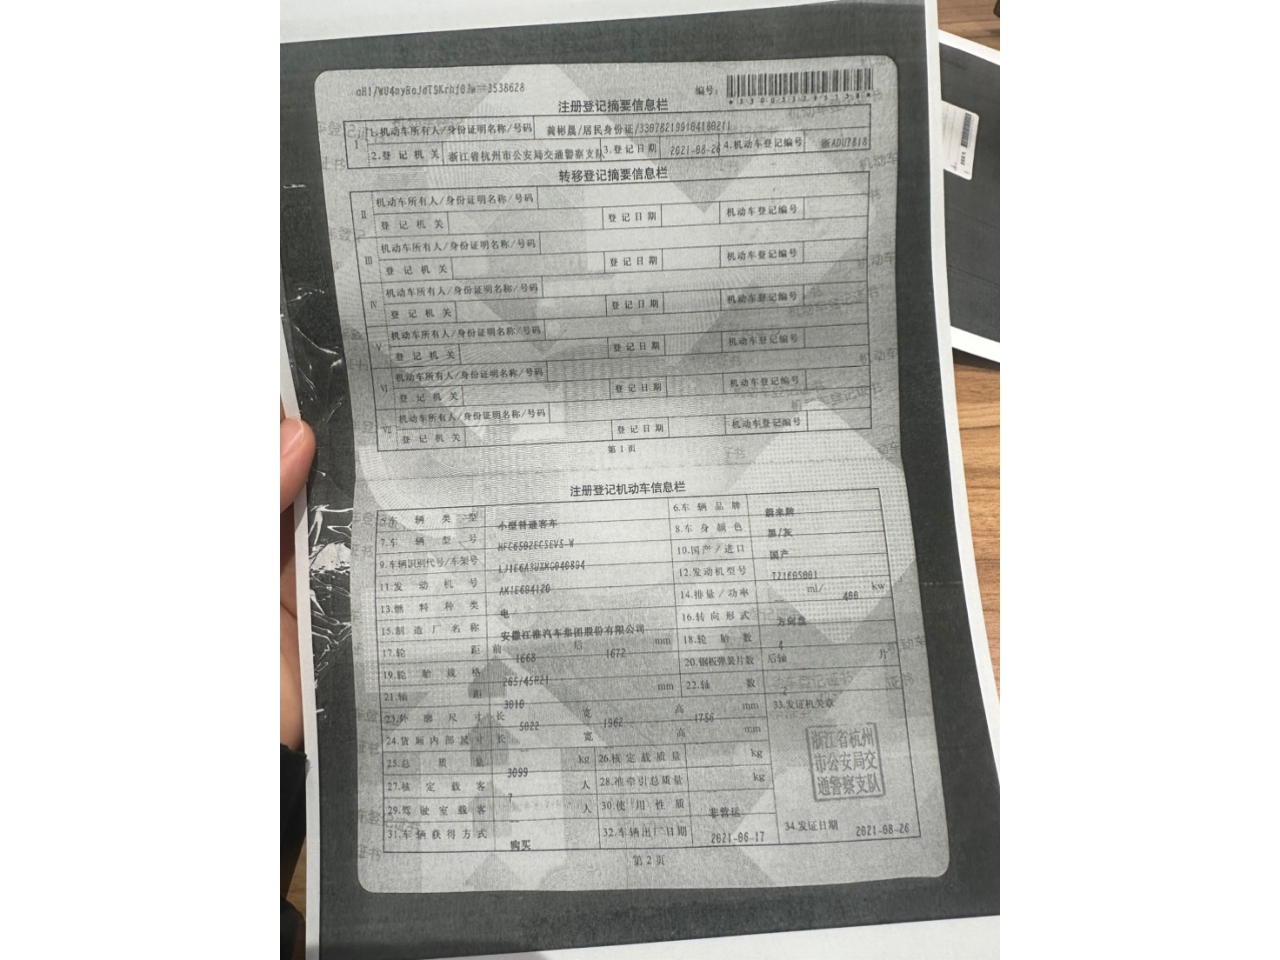 编号:
注册登记摘要信息栏
1.机动车所有人/身份证明名称/号码 黄彬晨/居民身份证/330782199104180211
2.登记机关 浙江省杭州市公安局交通警察支队 3.登记日期 2021-08-26 4.机动车登记编号 浙ADU7818
转移登记摘要信息栏
Ⅱ 机动车所有人/身份证明名称/号码
登记机关 登记日期 机动车登记编号
Ⅲ 机动车所有人/身份证明名称/号码
登记机关 登记日期 机动车登记编号
Ⅳ 机动车所有人/身份证明名称/号码
登记机关 登记日期 机动车登记编号
Ⅴ 机动车所有人/身份证明名称/号码
登记机关 登记日期 机动车登记编号
Ⅵ 机动车所有人/身份证明名称/号码
登记机关 登记日期 机动车登记编号
Ⅶ 机动车所有人/身份证明名称/号码
登记机关 登记日期 机动车登记编号
第1页
注册登记机动车信息栏
5.车辆类型 小型普通客车 6.车辆品牌 蔚来牌
7.车辆型号 HFC6502ECSEV5-W 8.车身颜色 黑/灰
9.车辆识别代号/车架号 10.国产/进口 国产
11.发动机号 12.发动机型号
13.燃料种类 电 14.排量/功率 ml/ kw
15.制造厂名称 安徽江淮汽车集团股份有限公司 16.转向形式 方向盘
17.轮距 前 1668 后 1672 mm 18.轮胎数 4
19.轮胎规格 265/45R21 20.钢板弹簧片数 后轴 片
21.轴距 3010 mm 22.轴数 2
23.外廓尺寸 长 5022 宽 1962 高 1756 mm 33.发证机关章
24.货厢内部尺寸 长 宽 高 mm
浙江省杭州
市公安局交
通警察支队
25.总质量 3099 kg 26.核定载质量 kg
27.核定载客 7 人 28.准牵引总质量 kg
29.驾驶室载客 人 30.使用性质 非营运
31.车辆获得方式 购买 32.车辆出厂日期 2021-06-17 34.发证日期 2021-08-26
第2页